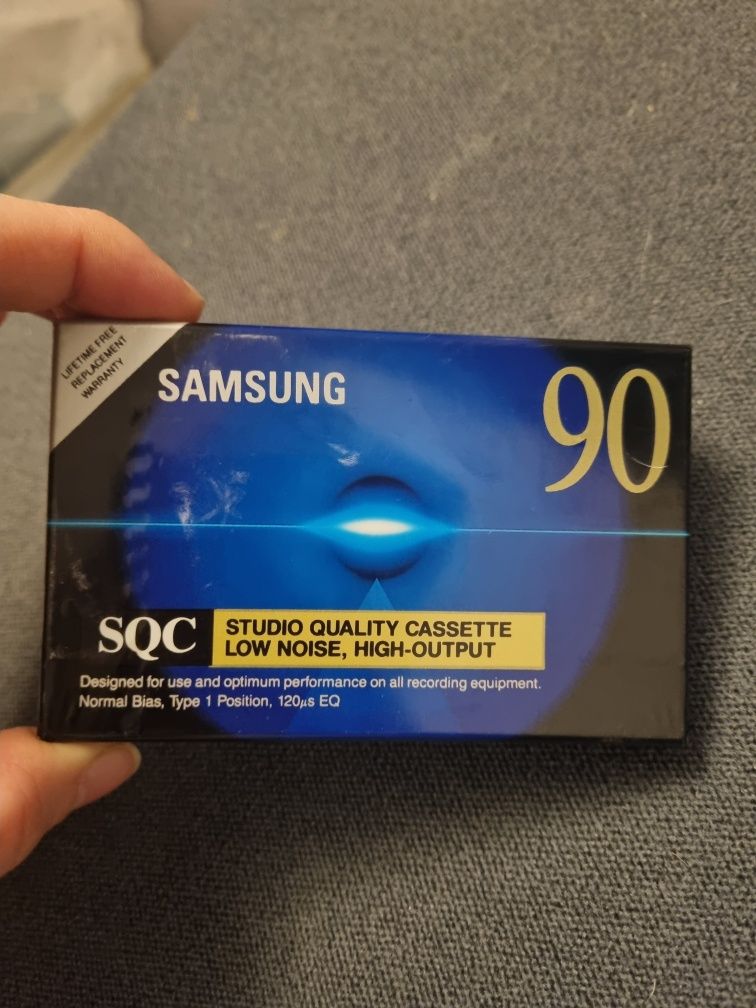 LIFETIME FREE
REPLACEMENT
WARRANTY
SAMSUNG
90
SQC
STUDIO QUALITY CASSETTE
LOW NOISE, HIGH-OUTPUT
Designed for use and optimum performance on all recording equipment.
Normal Bias, Type 1 Position, 120μs EQ